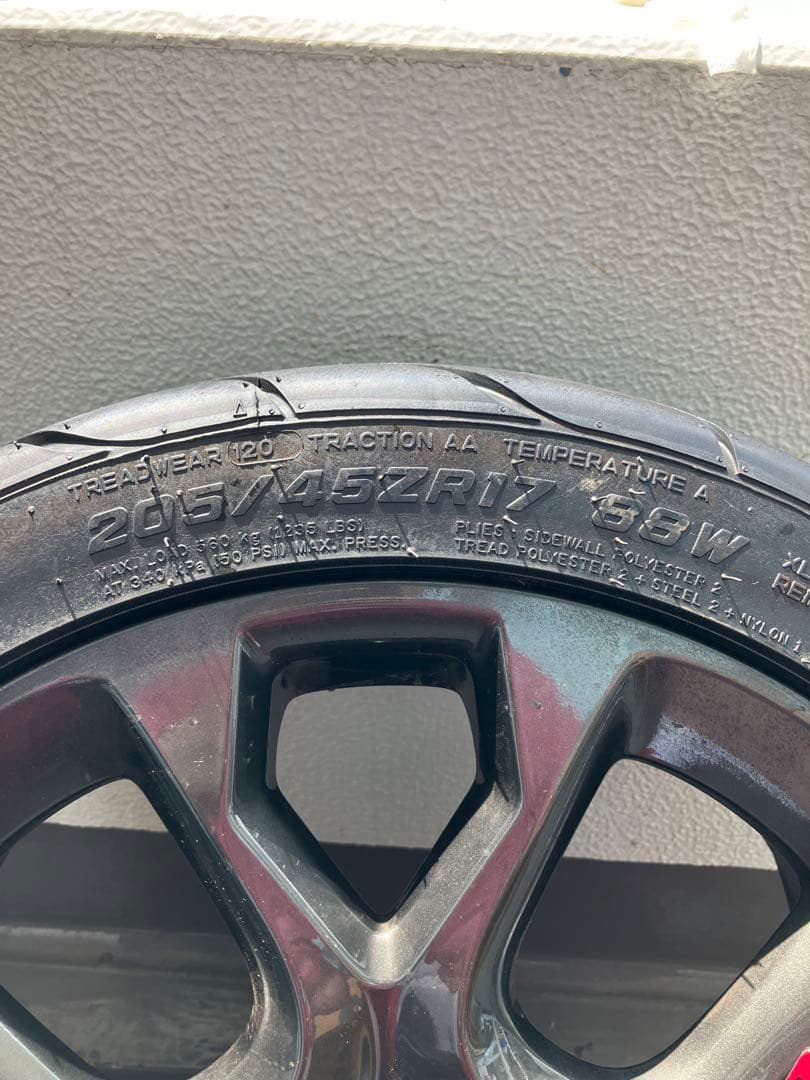 TREADWEAR 120 TRACTION AA TEMPERATURE A
205/45ZR17 88W
MAX. LOAD 560 kg (1235 LBS)
AT 340 kPa (50 PSI) MAX. PRESS.
PLIES : SIDEWALL POLYESTER 2
TREAD POLYESTER 2 + STEEL 2 + NYLON 1
XL